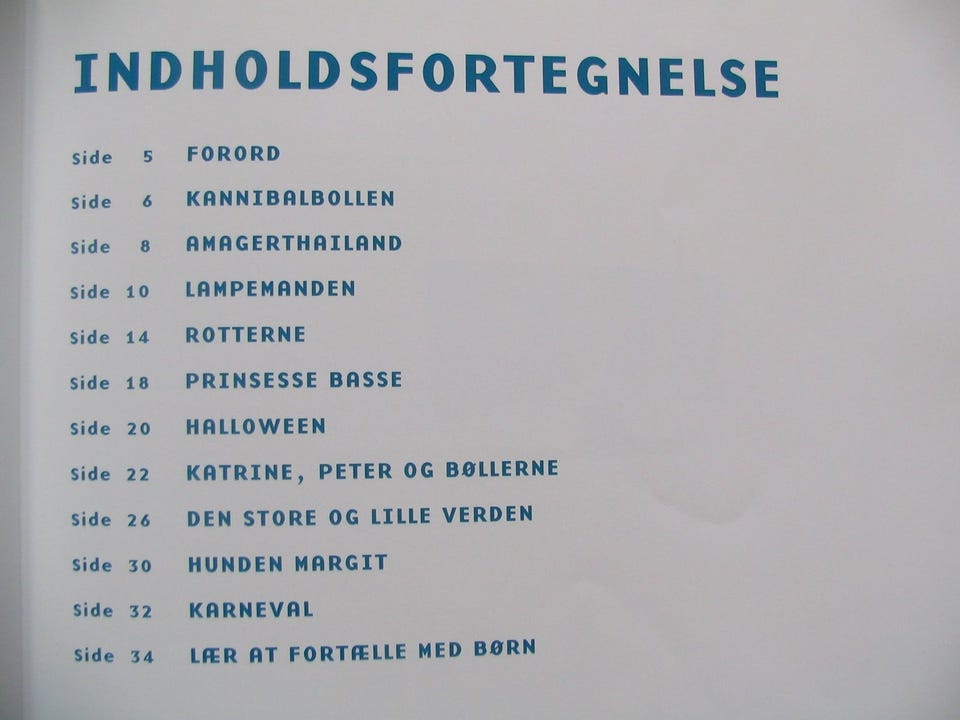 INDHOLDSFORTEGNELSE
Side 5 FORORD
Side 6 KANNIBALBOLLEN
Side 8 AMAGERTHAILAND
Side 10 LAMPEMANDEN
Side 14 ROTTERNE
Side 18 PRINSESSE BASSE
Side 20 HALLOWEEN
Side 22 KATRINE, PETER OG BØLLERNE
Side 26 DEN STORE OG LILLE VERDEN
Side 30 HUNDEN MARGIT
Side 32 KARNEVAL
Side 34 LÆR AT FORTÆLLE MED BØRN